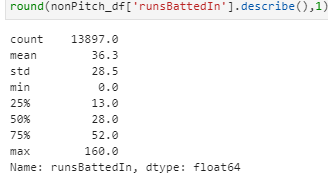 round(nonPitch_df['runsBattedIn'].describe(),1)
count 13897.0
mean 36.3
std 28.5
min 0.0
25% 13.0
50% 28.0
75% 52.0
max 160.0
Name: runsBattedIn, dtype: float64